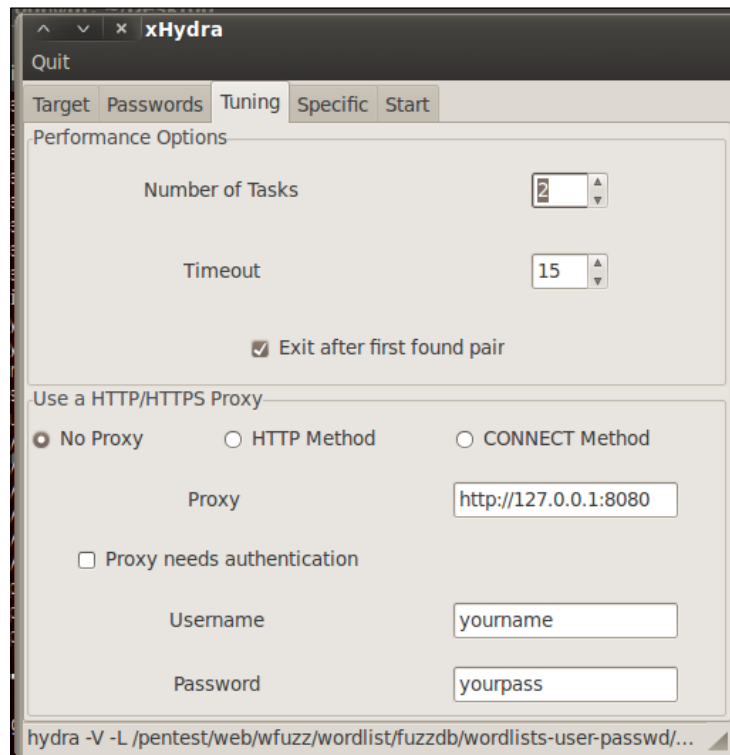 xHydra
Quit
Target Passwords Tuning Specific Start
Performance Options
Number of Tasks 2
Timeout 15
Exit after first found pair
Use a HTTP/HTTPS Proxy
No Proxy HTTP Method CONNECT Method
Proxy http://127.0.0.1:8080
Proxy needs authentication
Username yourname
Password yourpass
hydra -V -L /pentest/web/wfuzz/wordlist/fuzzdb/wordlists-user-passwd/...